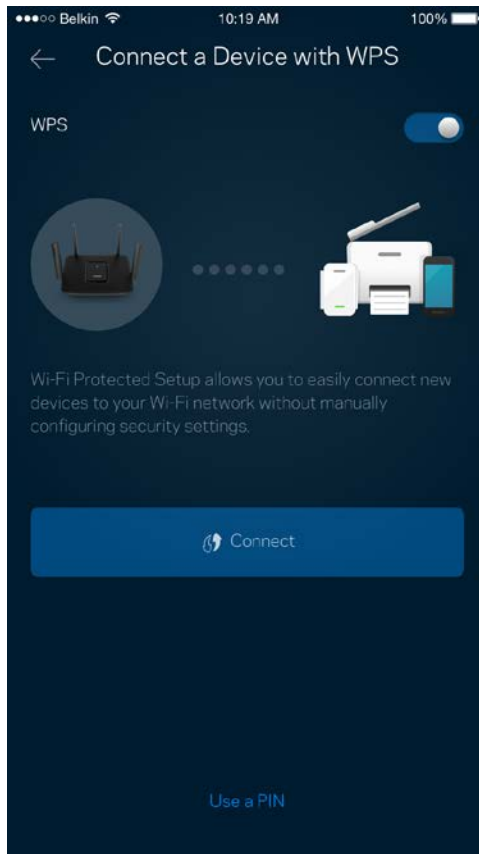 Belkin 10:19 AM 100%
Connect a Device with WPS
WPS
Wi-Fi Protected Setup allows you to easily connect new
devices to your Wi-Fi network without manually
configuring security settings.
Connect
Use a PIN